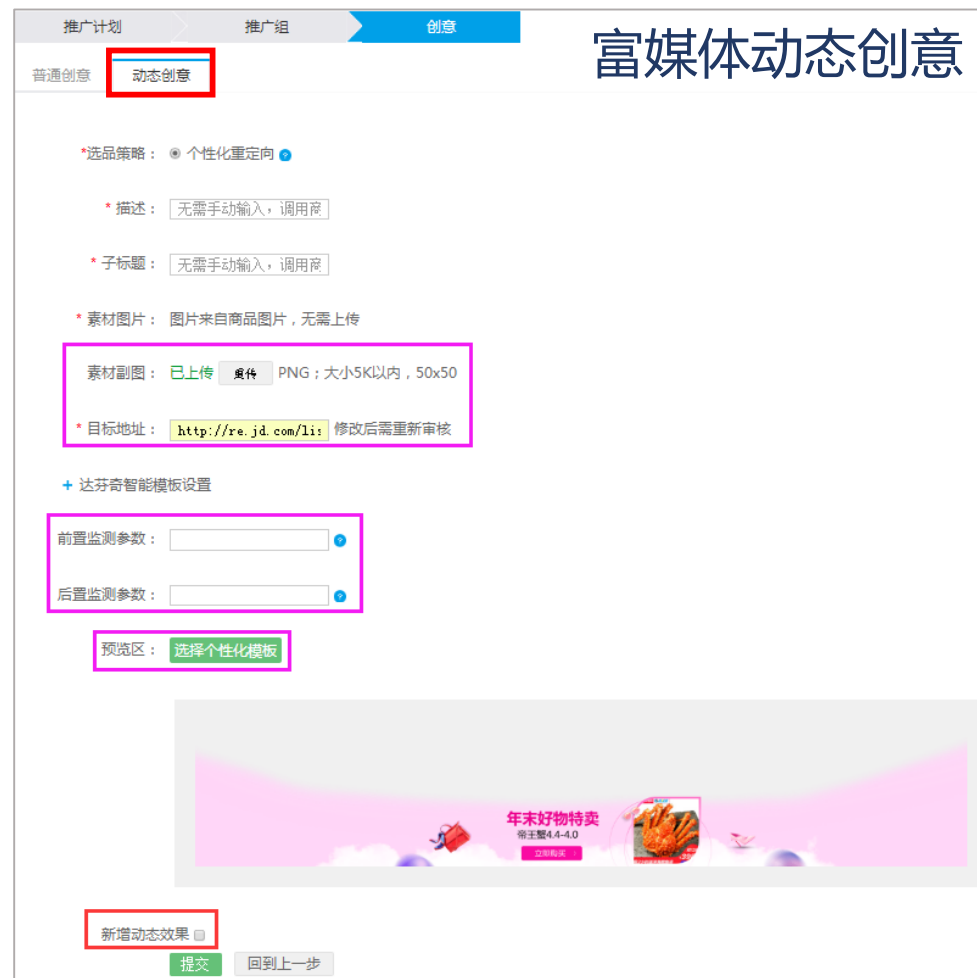 推广计划 推广组 创意
富媒体动态创意
普通创意 动态创意
*选品策略： 个性化重定向 ?
* 描述： 无需手动输入，调用商
* 子标题： 无需手动输入，调用商
* 素材图片： 图片来自商品图片，无需上传
素材副图： 已上传 重传 PNG；大小5K以内，50x50
* 目标地址： http://re.jd.com/lis 修改后需重新审核
+ 达芬奇智能模板设置
前置监测参数： ?
后置监测参数： ?
预览区： 选择个性化模板
年末好物特卖
帝王蟹4.4-4.0
立即购买
新增动态效果
提交 回到上一步